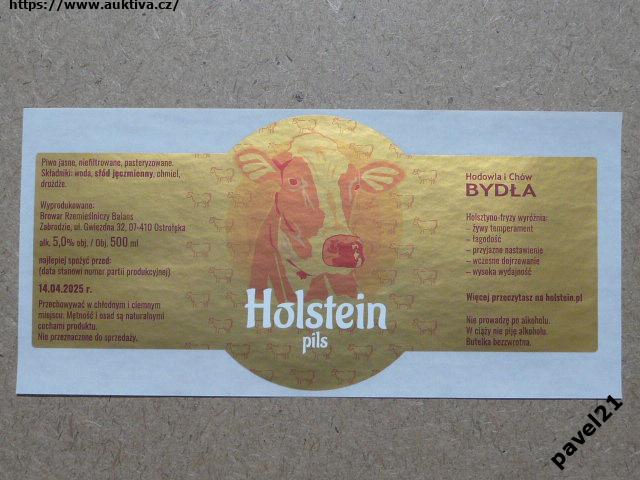 https://www.auktiva.cz/
Piwo jasne, niefiltrowane, pasteryzowane.
Składniki: woda, słód jęczmienny, chmiel,
drożdże.
Wyprodukowano:
Browar Rzemieślniczy Balans
Zabrodzie, ul. Gwiezdna 32, 07-410 Ostrołęka
alk. 5,0% obj. / Obj. 500 ml
najlepiej spożyć przed:
(data stanowi numer partii produkcyjnej)
14.04.2025 r.
Przechowywać w chłodnym i ciemnym
miejscu. Mętność i osad są naturalnymi
cechami produktu.
Nie przeznaczone do sprzedaży.
Holstein
pils
Hodowla i Chów
BYDŁA
Holsztyno-fryzy wyróżnia:
– żywy temperament
– łagodość
– przyjazne nastawienie
– wczesne dojrzewanie
– wysoka wydajność
Więcej przeczytasz na holstein.pl
Nie prowadzę po alkoholu.
W ciąży nie piję alkoholu.
Butelka bezzwrotna.
pavel21